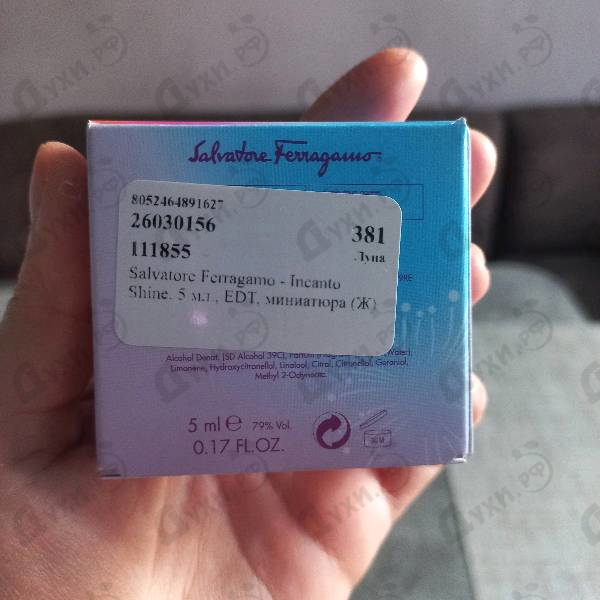 Salvatore Ferragamo
8052464891627
26030156
381
111855
Луна
Salvatore Ferragamo - Incanto
Shine, 5 мл., EDT, миниатюра (Ж)
Alcohol Denat. (SD Alcohol 39C), Parfum Water),
Limonene, Hydroxycitronellal, Linalool, Citral, Citronellol, Geraniol,
Methyl 2-Octynoate.
5 ml e 79% Vol.
0.17 FL.OZ.
ДУХИ.РФ